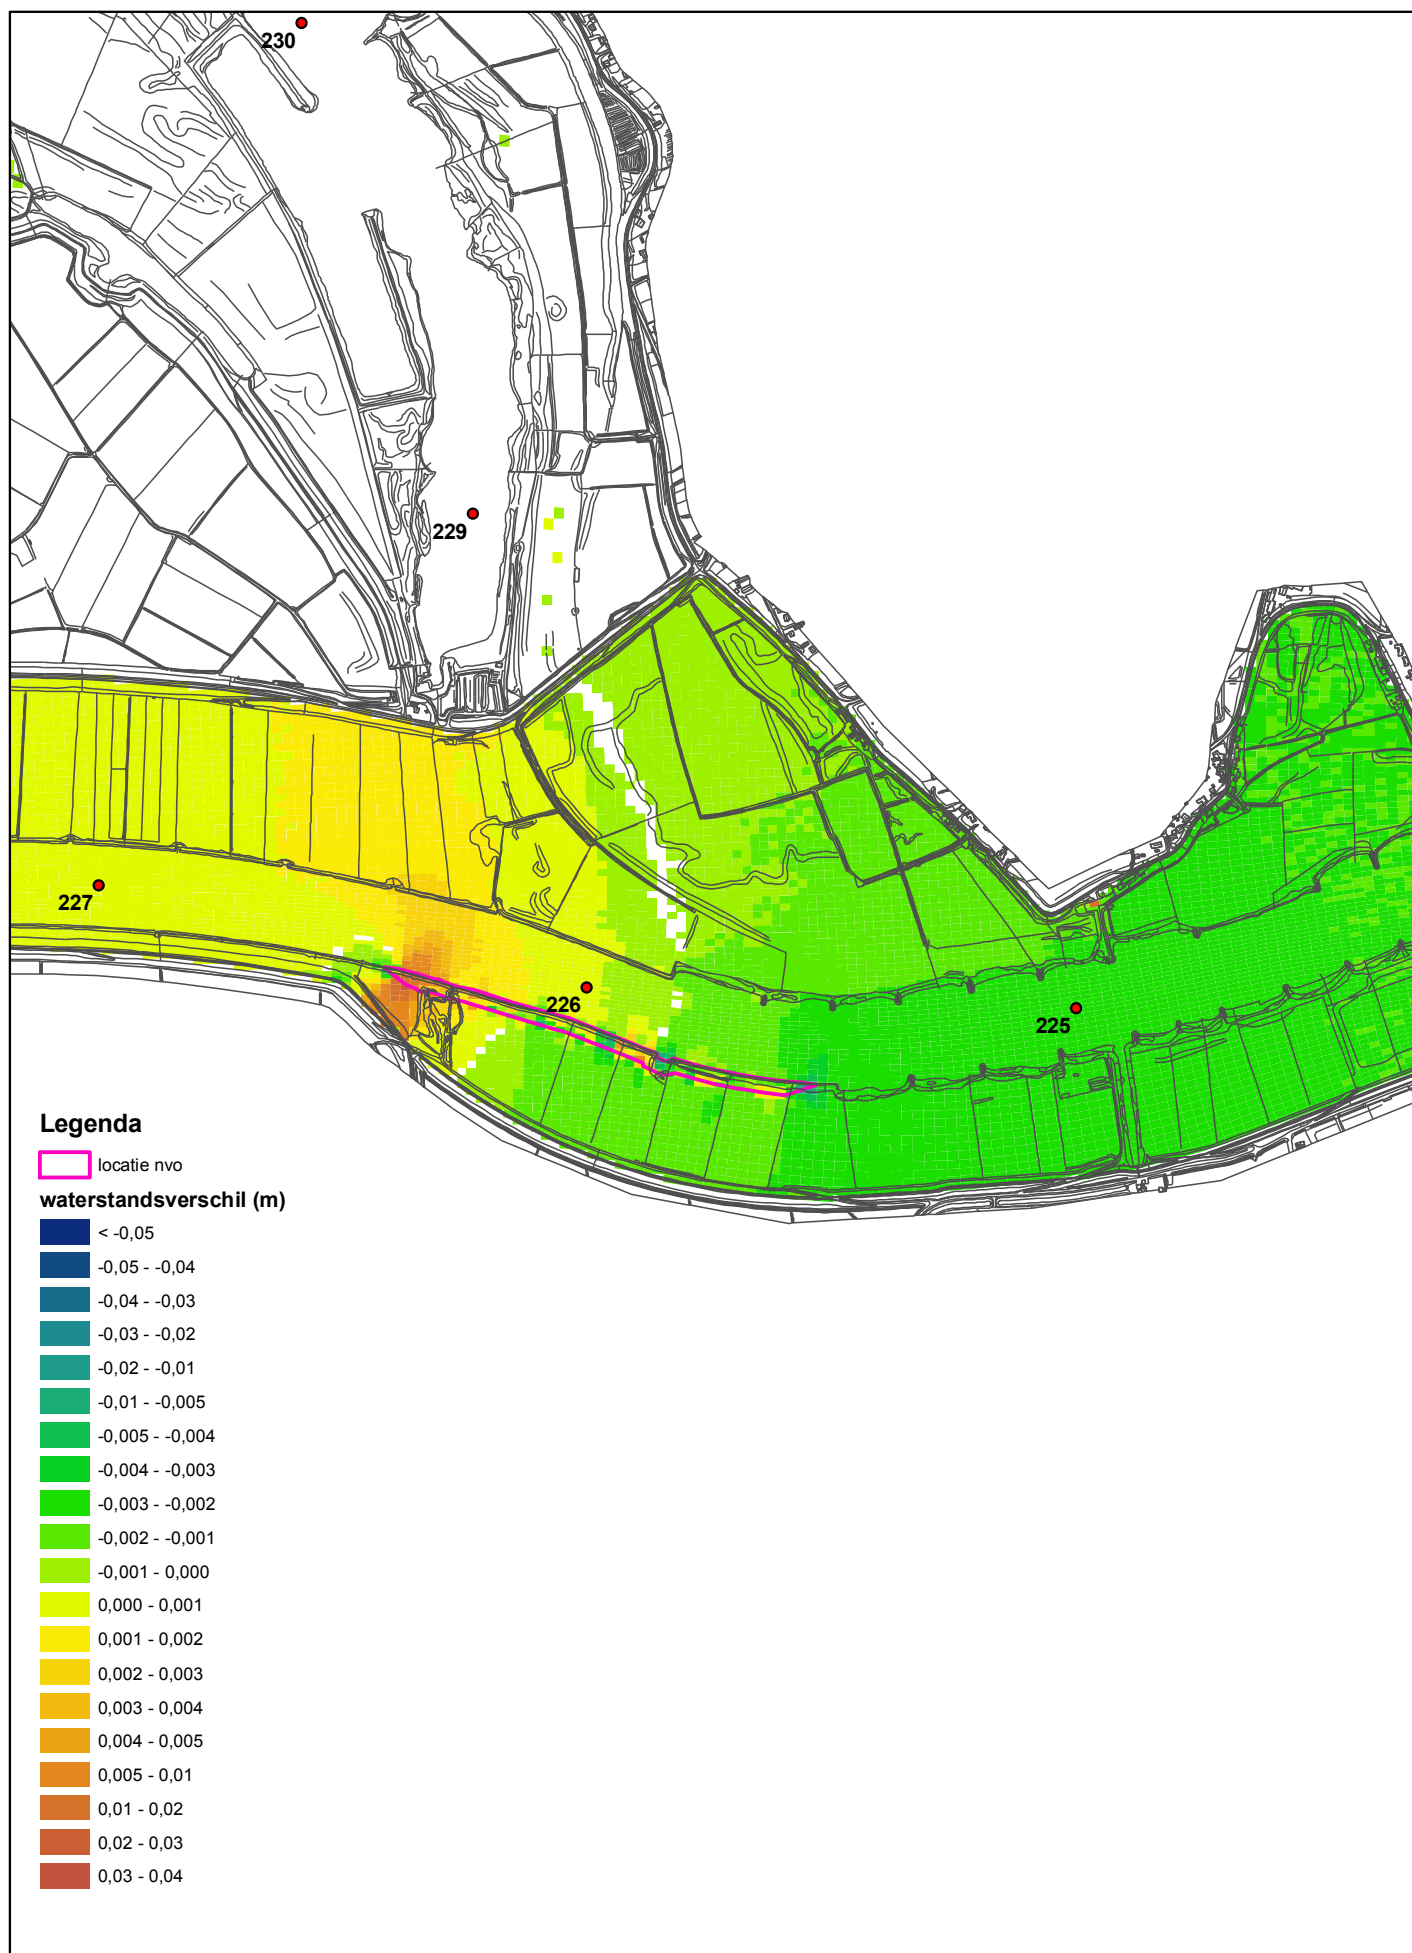 230
229
227
226
225
Legenda
locatie nvo
waterstandsverschil (m)
< -0,05
-0,05 - -0,04
-0,04 - -0,03
-0,03 - -0,02
-0,02 - -0,01
-0,01 - -0,005
-0,005 - -0,004
-0,004 - -0,003
-0,003 - -0,002
-0,002 - -0,001
-0,001 - 0,000
0,000 - 0,001
0,001 - 0,002
0,002 - 0,003
0,003 - 0,004
0,004 - 0,005
0,005 - 0,01
0,01 - 0,02
0,02 - 0,03
0,03 - 0,04